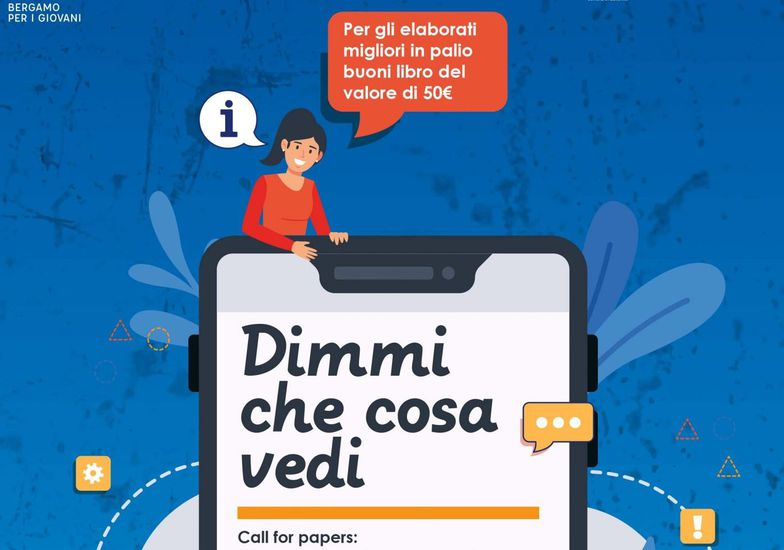 BERGAMO
PER I GIOVANI
Per gli elaborati
migliori in palio
buoni libro del
valore di 50€
i
Dimmi
che cosa
vedi
!
Call for papers: